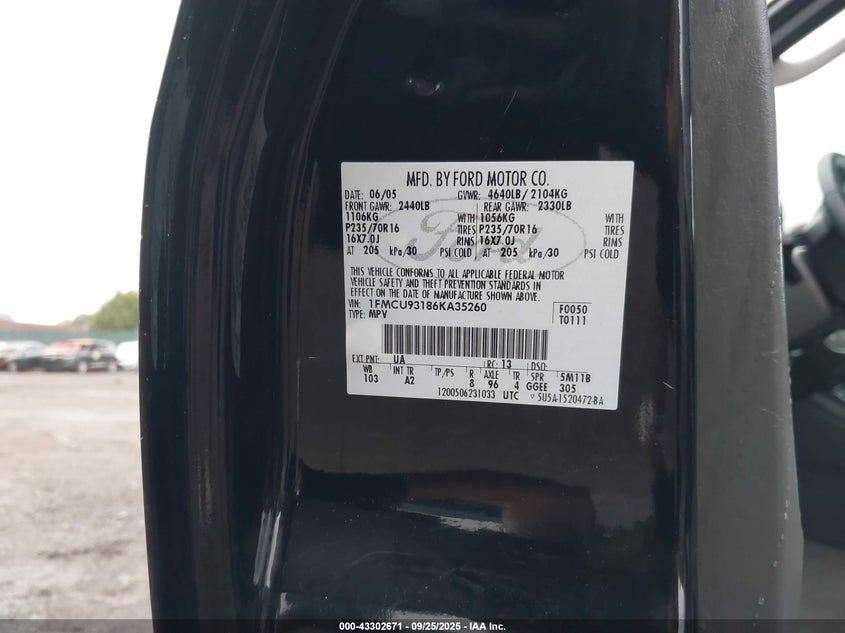 MFD. BY FORD MOTOR CO.
DATE: 06/05 GVWR: 4640LB/ 2104KG
FRONT GAWR: 2440LB REAR GAWR: 2330LB
1106KG WITH 1056KG WITH
P235/70R16 TIRES P235/70R16 TIRES
16X7.0J RIMS 16X7.0J RIMS
AT 205 kPa/30 PSI COLD AT 205 kPa/30 PSI COLD
Ford
THIS VEHICLE CONFORMS TO ALL APPLICABLE FEDERAL MOTOR
VEHICLE SAFETY AND THEFT PREVENTION STANDARDS IN
EFFECT ON THE DATE OF MANUFACTURE SHOWN ABOVE.
VIN: 1FMCU93186KA35260 F0050
TYPE: MPV T0111
EXT PNT: UA RC: 13 DSO:
WB INT TR TP/PS R AXLE TR SPR 5M11B
103 A2 8 96 4 GGEE 305
1200506231033 UTC ▽ 5U5A-1520472-BA
000-43302671 - 09/25/2025 - IAA Inc.